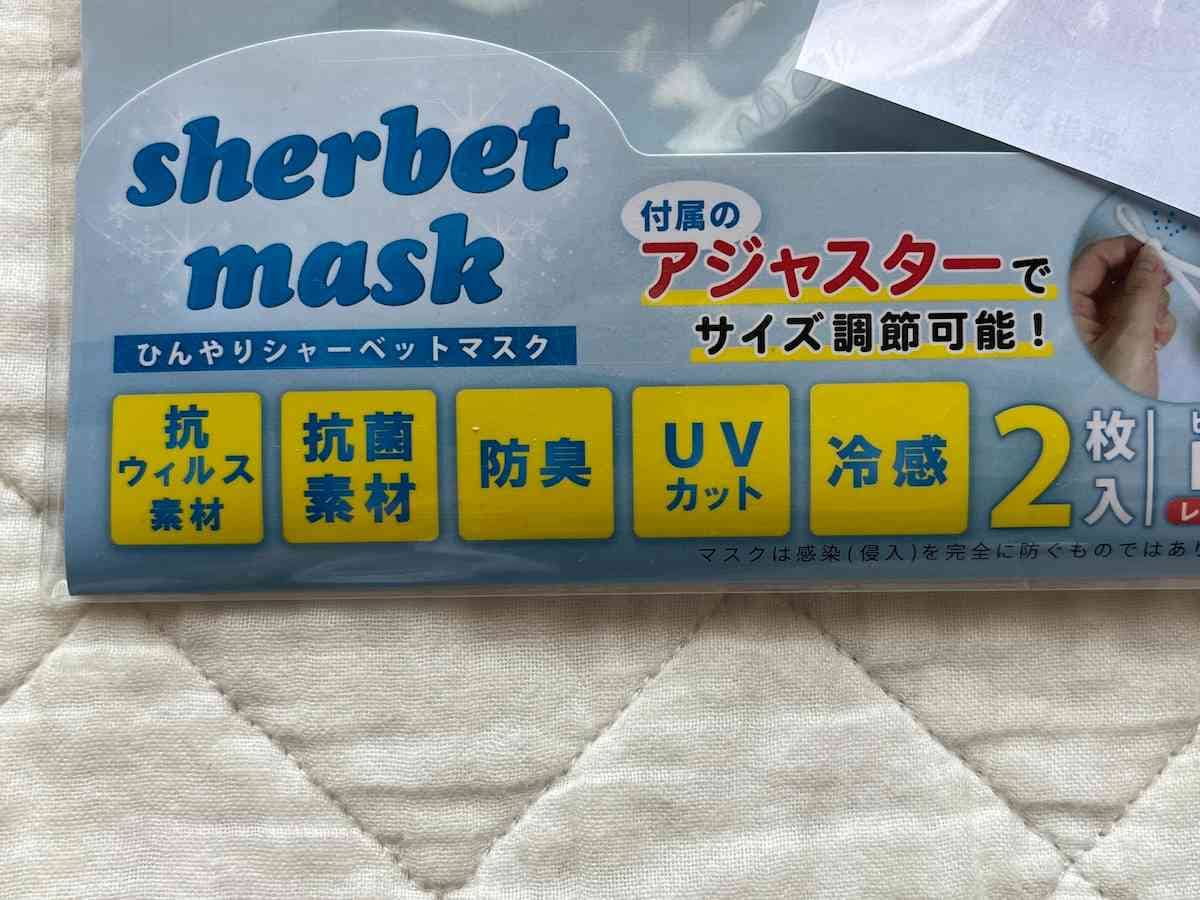 sherbet
mask
ひんやりシャーベットマスク
付属の
アジャスターで
サイズ調節可能！
抗
ウィルス
素材
抗菌
素材
防臭
UV
カット
冷感
2枚入
マスクは感染(侵入)を完全に防ぐものではあり